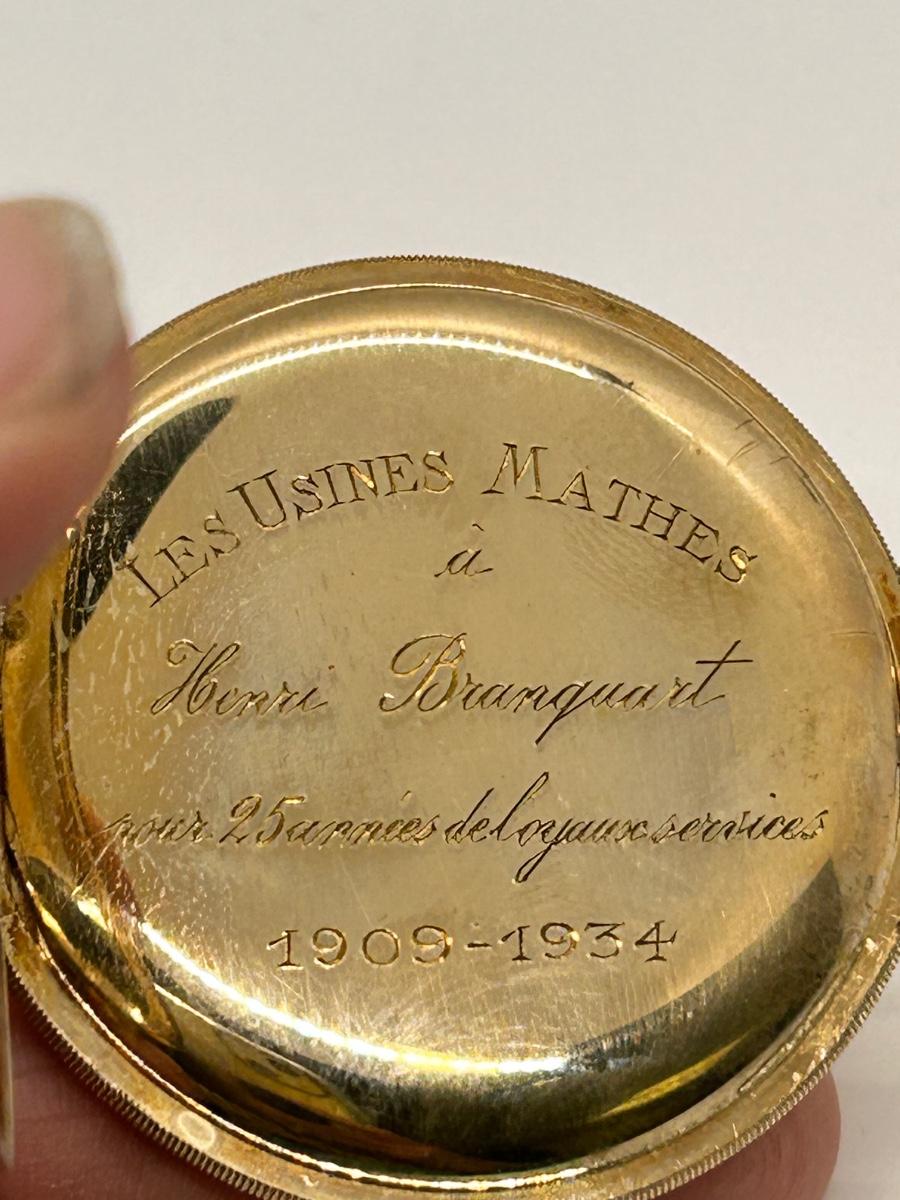 LES USINES MATHES
à
Henri Branquart
pour 25 années de loyaux services
1909-1934